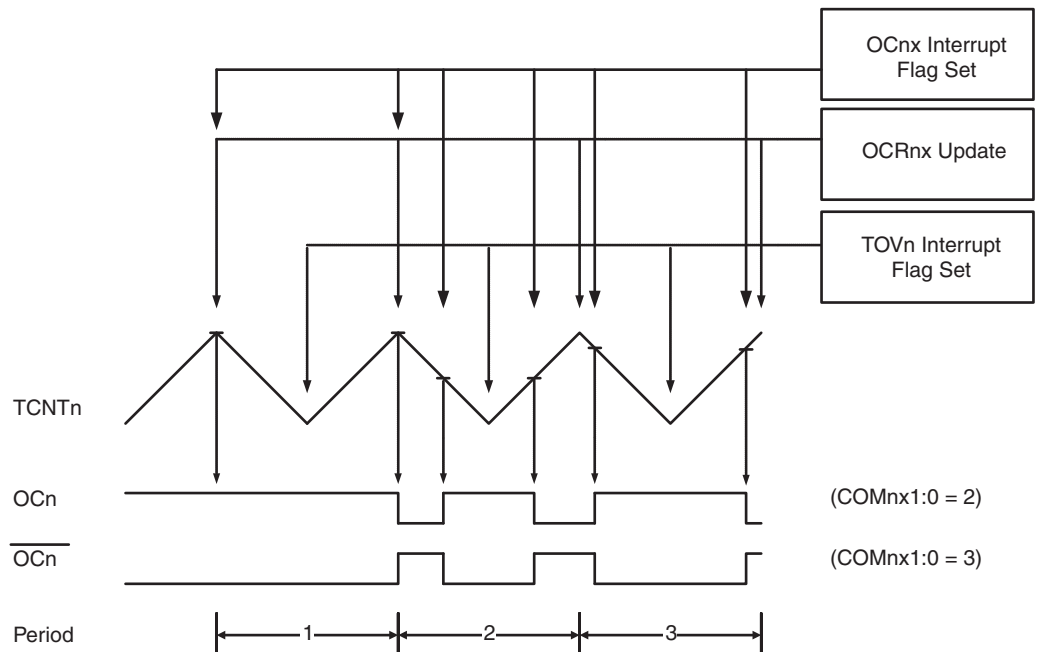 OCnx Interrupt
Flag Set
OCRnx Update
TOVn Interrupt
Flag Set
TCNTn
OCn
(COMnx1:0 = 2)
OCn
(COMnx1:0 = 3)
Period
1
2
3